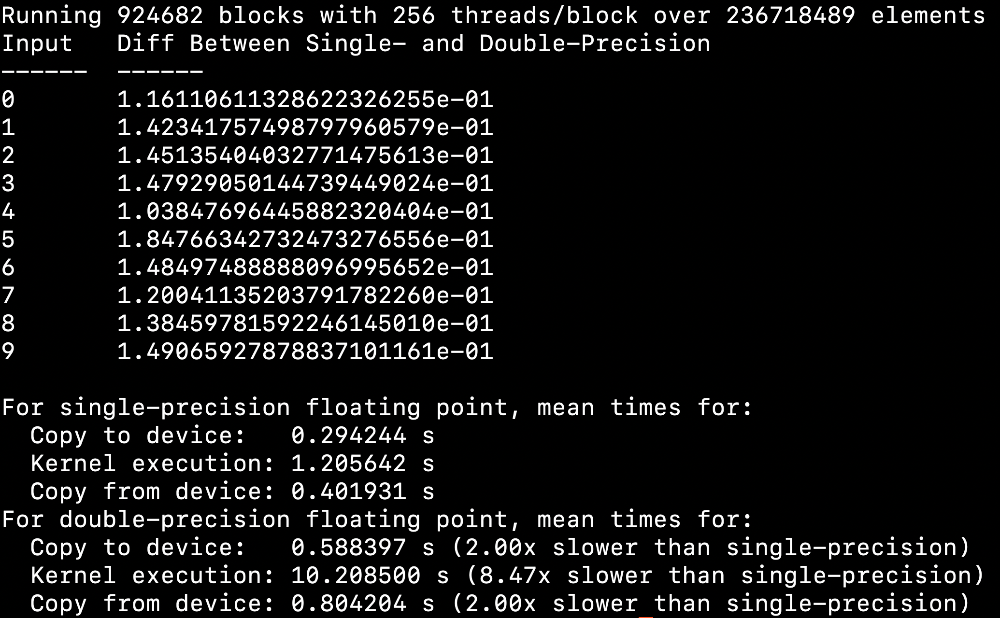 Running 924682 blocks with 256 threads/block over 236718489 elements
Input   Diff Between Single- and Double-Precision
------  ------
0       1.16110611328622326255e-01
1       1.42341757498797960579e-01
2       1.45135404032771475613e-01
3       1.47929050144739449024e-01
4       1.03847696445882320404e-01
5       1.84766342732473276556e-01
6       1.48497488888096995652e-01
7       1.20041135203791782260e-01
8       1.38459781592246145010e-01
9       1.49065927878837101161e-01

For single-precision floating point, mean times for:
  Copy to device:   0.294244 s
  Kernel execution: 1.205642 s
  Copy from device: 0.401931 s
For double-precision floating point, mean times for:
  Copy to device:   0.588397 s (2.00x slower than single-precision)
  Kernel execution: 10.208500 s (8.47x slower than single-precision)
  Copy from device: 0.804204 s (2.00x slower than single-precision)